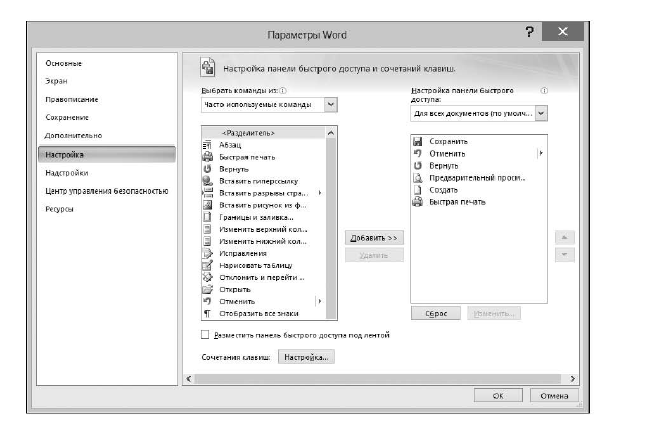 Параметры Word
Основные
Экран
Правописание
Сохранение
Дополнительно
Настройка
Надстройки
Центр управления безопасностью
Ресурсы
Настройка панели быстрого доступа и сочетаний клавиш.
Выбрать команды из:
Часто используемые команды
<Разделитель>
Абзац
Быстрая печать
Вернуть
Вставить гиперссылку
Вставить разрывы стра...
Вставить рисунок из ф...
Границы и заливка...
Изменить верхний кол...
Изменить нижний кол...
Исправления
Нарисовать таблицу
Отклонить и перейти ...
Открыть
Отменить
Отобразить все знаки
Добавить >>
Удалить
Настройка панели быстрого
доступа:
Для всех документов (по умолч...
Сохранить
Отменить
Вернуть
Предварительный проси...
Создать
Быстрая печать
Сброс
Изменить...
Разместить панель быстрого доступа под лентой
Сочетания клавиш:
Настройка...
ОК
Отмена